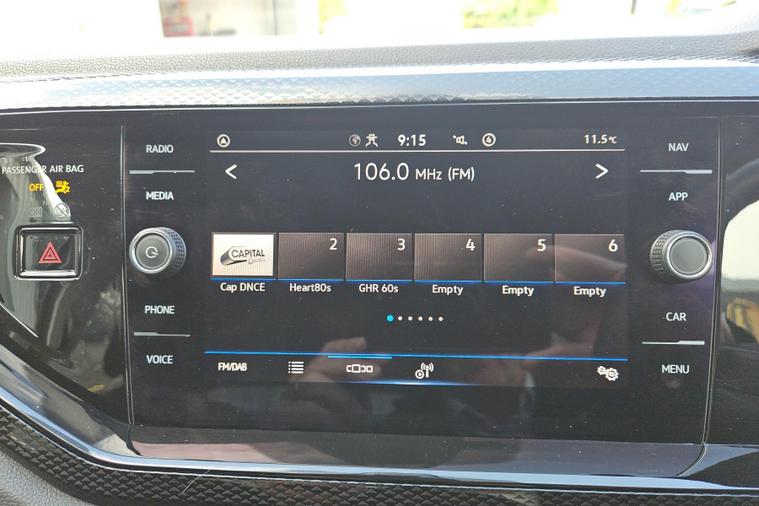 RADIO
9:15
11.5°C
NAV
PASSENGER AIR BAG
OFF
ON
106.0 MHz (FM)
MEDIA
APP
CAPITAL
2
3
4
5
6
Cap DNCE
Heart80s
GHR 60s
Empty
Empty
Empty
PHONE
CAR
VOICE
FM/DAB
MENU